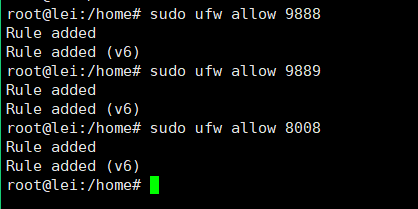 root@lei:/home# sudo ufw allow 9888
Rule added
Rule added (v6)
root@lei:/home# sudo ufw allow 9889
Rule added
Rule added (v6)
root@lei:/home# sudo ufw allow 8008
Rule added
Rule added (v6)
root@lei:/home#